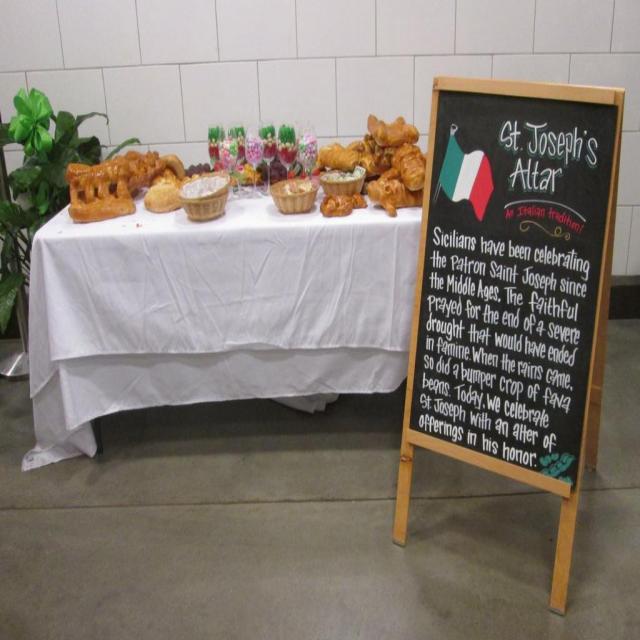 St Joseph's
Altar
An Italian tradition!
Sicilians have been celebrating
the Patron Saint Joseph since
the Middle Ages. The faithful
prayed for the end of a severe
drought that would have ended
in famine. When the rains came,
so did a bumper crop of fava
beans. Today, we celebrate
St. Joseph with an alter of
offerings in his honor.